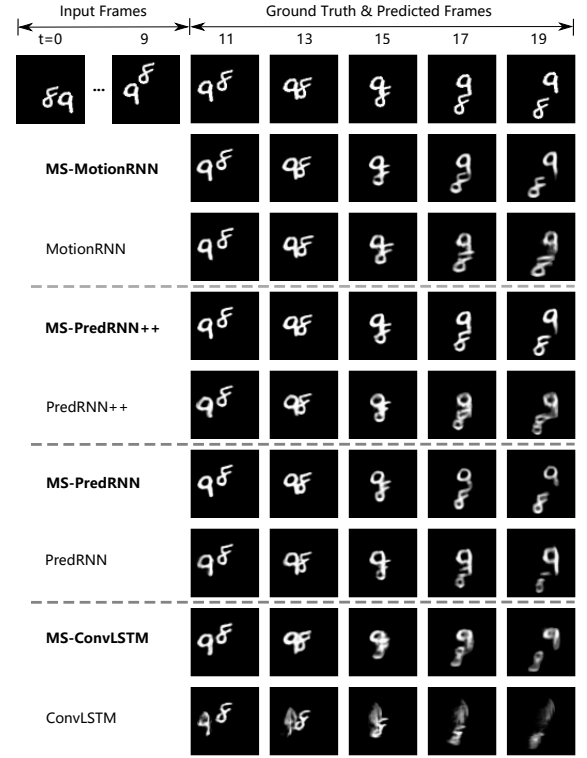 Input Frames Ground Truth & Predicted Frames
t=0 9 11 13 15 17 19
...
MS-MotionRNN
MotionRNN
MS-PredRNN++
PredRNN++
MS-PredRNN
PredRNN
MS-ConvLSTM
ConvLSTM